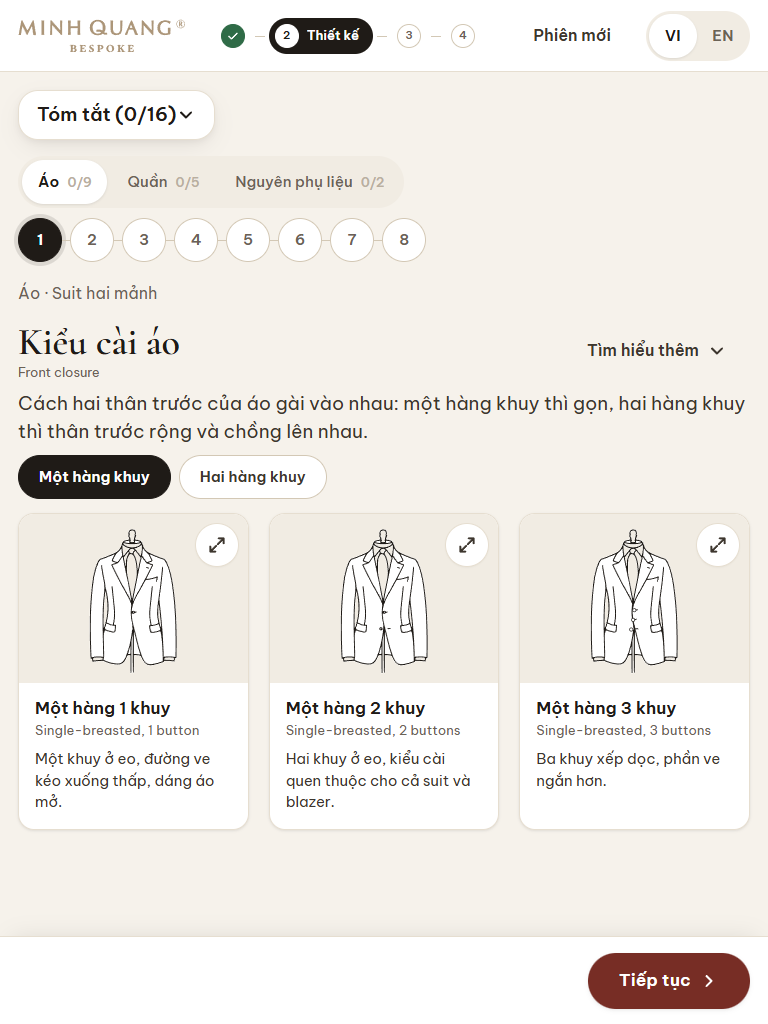 MINH QUANG®
BESPOKE
2 Thiết kế
3
4
Phiên mới
VI
EN
Tóm tắt (0/16)
Áo 0/9
Quần 0/5
Nguyên phụ liệu 0/2
1
2
3
4
5
6
7
8
Áo · Suit hai mảnh
Kiểu cài áo
Tìm hiểu thêm
Front closure
Cách hai thân trước của áo gài vào nhau: một hàng khuy thì gọn, hai hàng khuy
thì thân trước rộng và chồng lên nhau.
Một hàng khuy
Hai hàng khuy
Một hàng 1 khuy
Single-breasted, 1 button
Một khuy ở eo, đường ve
kéo xuống thấp, dáng áo
mở.
Một hàng 2 khuy
Single-breasted, 2 buttons
Hai khuy ở eo, kiểu cài
quen thuộc cho cả suit và
blazer.
Một hàng 3 khuy
Single-breasted, 3 buttons
Ba khuy xếp dọc, phần ve
ngắn hơn.
Tiếp tục